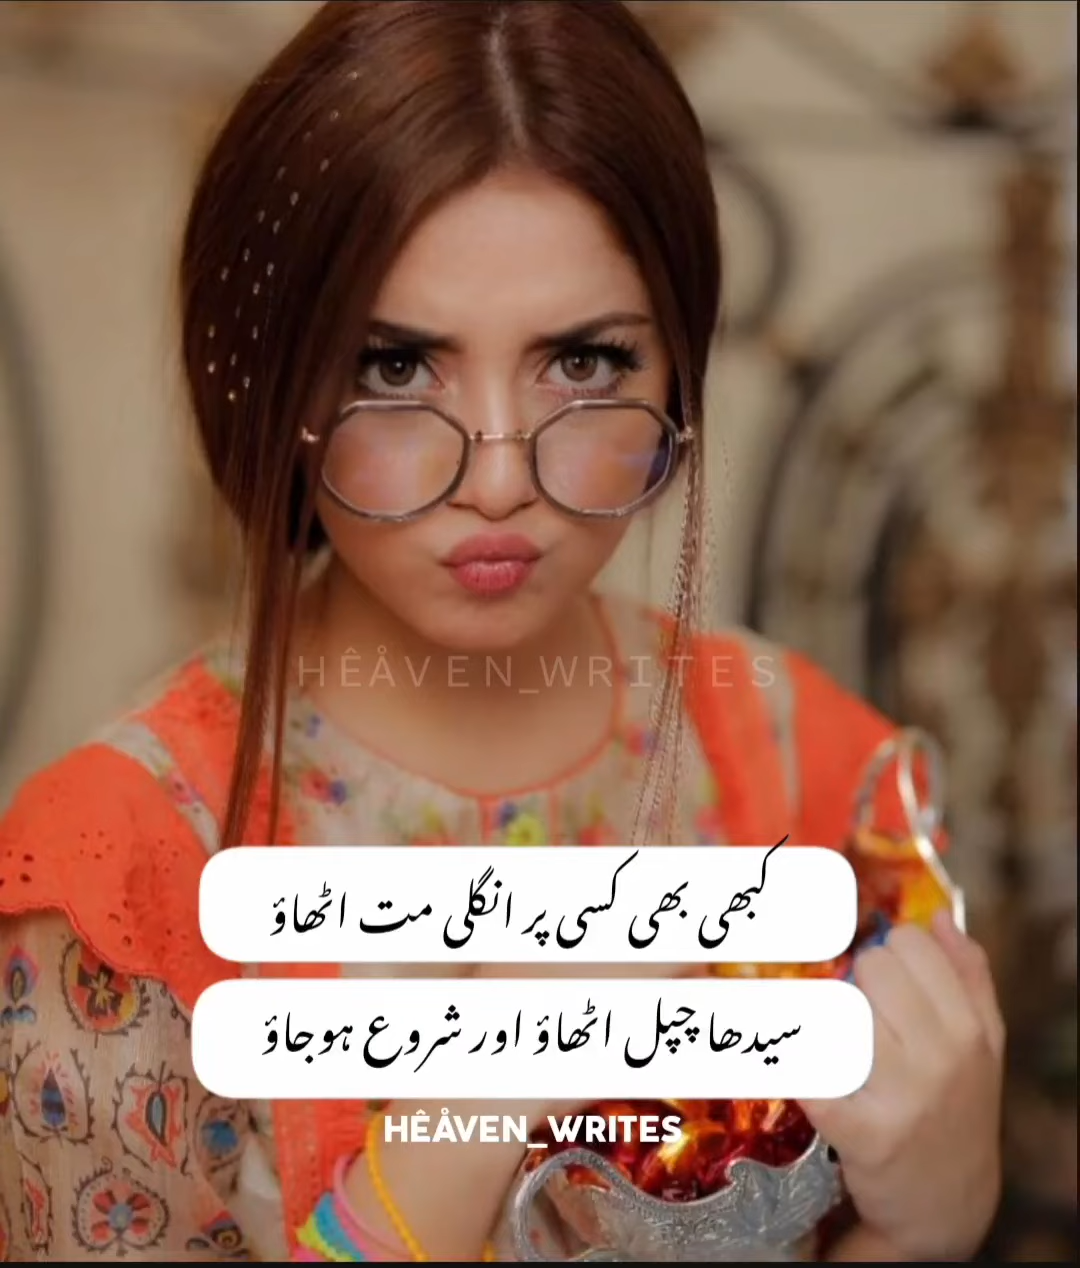 HÊÅVEN_WRITES
کبھی بھی کسی پر انگلی مت اٹھاؤ
سیدھا چپل اٹھاؤ اور شروع ہوجاؤ
HÊÅVEN_WRITES